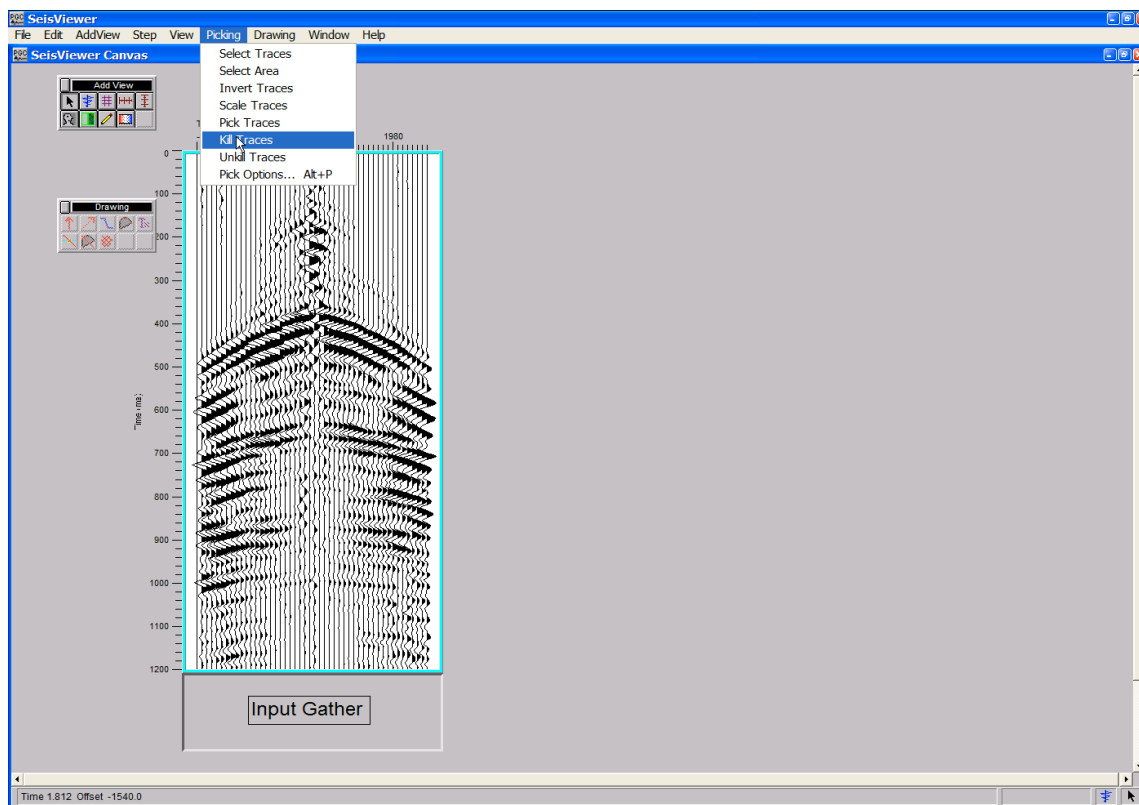 PGC SeisViewer
File Edit AddView Step View Picking Drawing Window Help
PGC SeisViewer Canvas
Select Traces
Select Area
Invert Traces
Scale Traces
Pick Traces
Kill Traces
Unkill Traces
Pick Options... Alt+P
Add View
Drawing
1980
0
100
200
300
400
500
600
700
800
900
1000
1100
1200
Input Gather
Time 1.812 Offset -1540.0